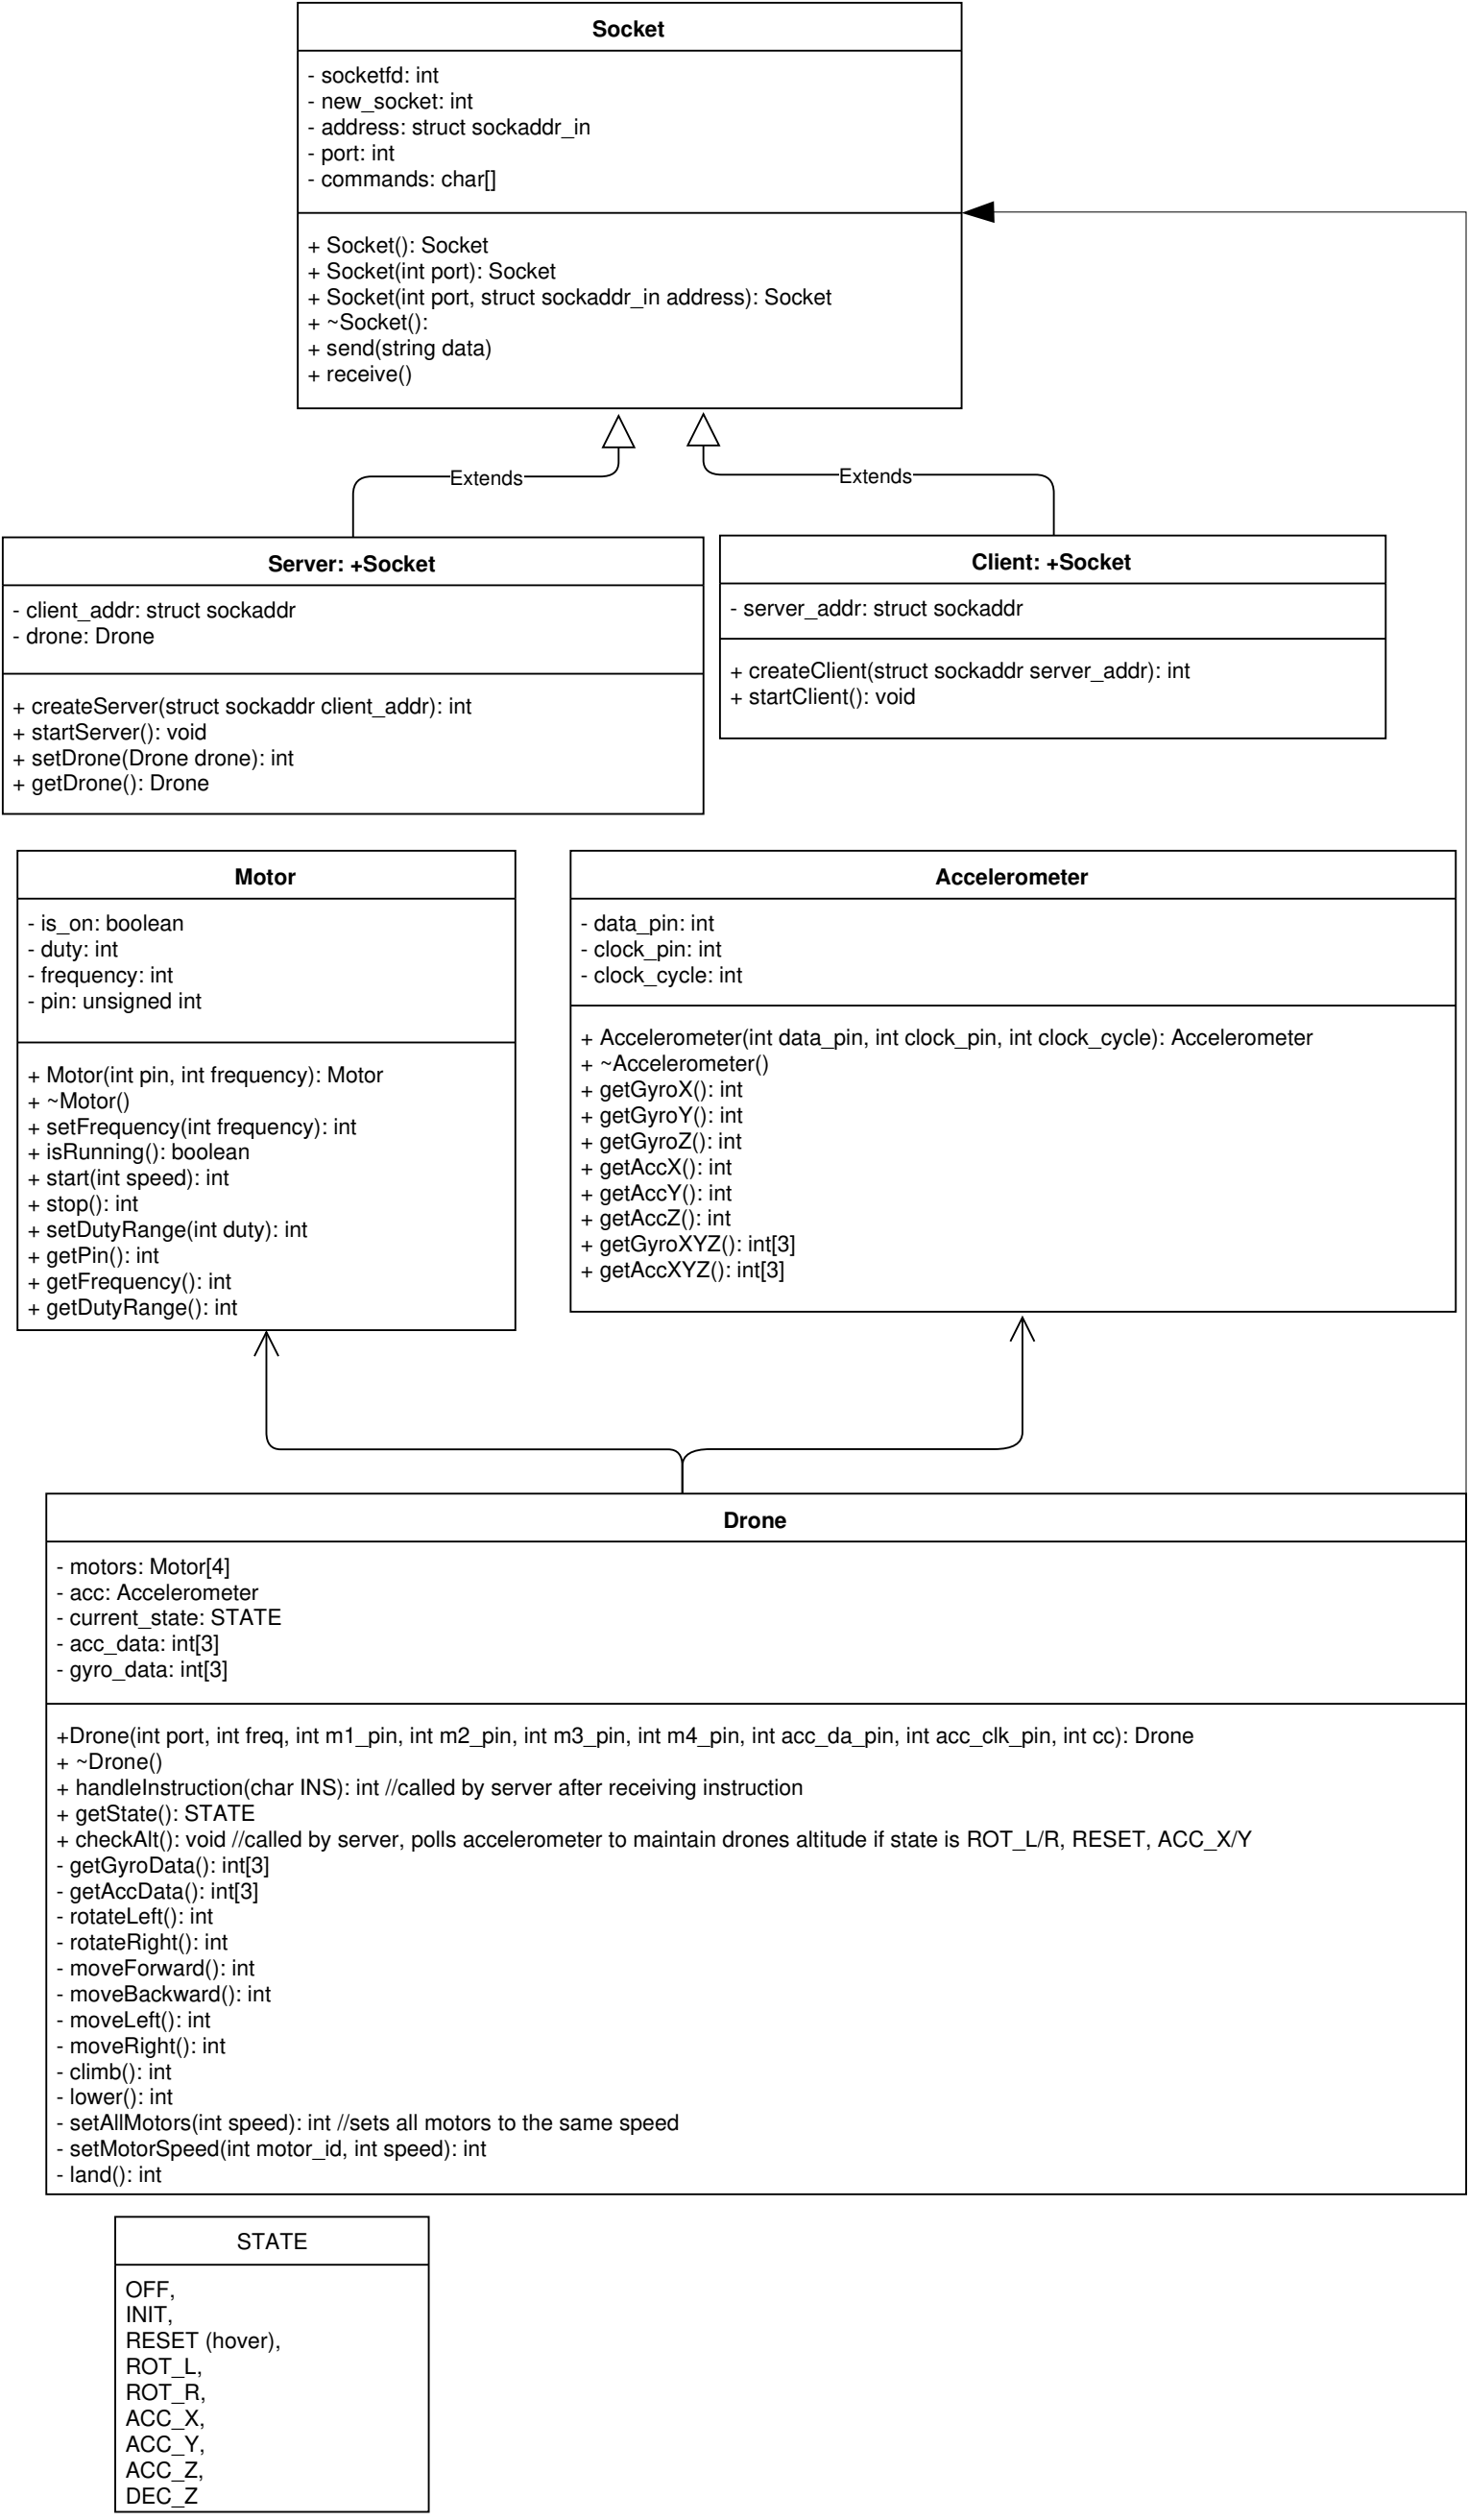 Socket
- socketfd: int
- new_socket: int
- address: struct sockaddr_in
- port: int
- commands: char[]
+ Socket(): Socket
+ Socket(int port): Socket
+ Socket(int port, struct sockaddr_in address): Socket
+ ~Socket():
+ send(string data)
+ receive()
Extends
Extends
Server: +Socket
- client_addr: struct sockaddr
- drone: Drone
+ createServer(struct sockaddr client_addr): int
+ startServer(): void
+ setDrone(Drone drone): int
+ getDrone(): Drone
Client: +Socket
- server_addr: struct sockaddr
+ createClient(struct sockaddr server_addr): int
+ startClient(): void
Motor
- is_on: boolean
- duty: int
- frequency: int
- pin: unsigned int
+ Motor(int pin, int frequency): Motor
+ ~Motor()
+ setFrequency(int frequency): int
+ isRunning(): boolean
+ start(int speed): int
+ stop(): int
+ setDutyRange(int duty): int
+ getPin(): int
+ getFrequency(): int
+ getDutyRange(): int
Accelerometer
- data_pin: int
- clock_pin: int
- clock_cycle: int
+ Accelerometer(int data_pin, int clock_pin, int clock_cycle): Accelerometer
+ ~Accelerometer()
+ getGyroX(): int
+ getGyroY(): int
+ getGyroZ(): int
+ getAccX(): int
+ getAccY(): int
+ getAccZ(): int
+ getGyroXYZ(): int[3]
+ getAccXYZ(): int[3]
Drone
- motors: Motor[4]
- acc: Accelerometer
- current_state: STATE
- acc_data: int[3]
- gyro_data: int[3]
+Drone(int port, int freq, int m1_pin, int m2_pin, int m3_pin, int m4_pin, int acc_da_pin, int acc_clk_pin, int cc): Drone
+ ~Drone()
+ handleInstruction(char INS): int //called by server after receiving instruction
+ getState(): STATE
+ checkAlt(): void //called by server, polls accelerometer to maintain drones altitude if state is ROT_L/R, RESET, ACC_X/Y
- getGyroData(): int[3]
- getAccData(): int[3]
- rotateLeft(): int
- rotateRight(): int
- moveForward(): int
- moveBackward(): int
- moveLeft(): int
- moveRight(): int
- climb(): int
- lower(): int
- setAllMotors(int speed): int //sets all motors to the same speed
- setMotorSpeed(int motor_id, int speed): int
- land(): int
STATE
OFF,
INIT,
RESET (hover),
ROT_L,
ROT_R,
ACC_X,
ACC_Y,
ACC_Z,
DEC_Z